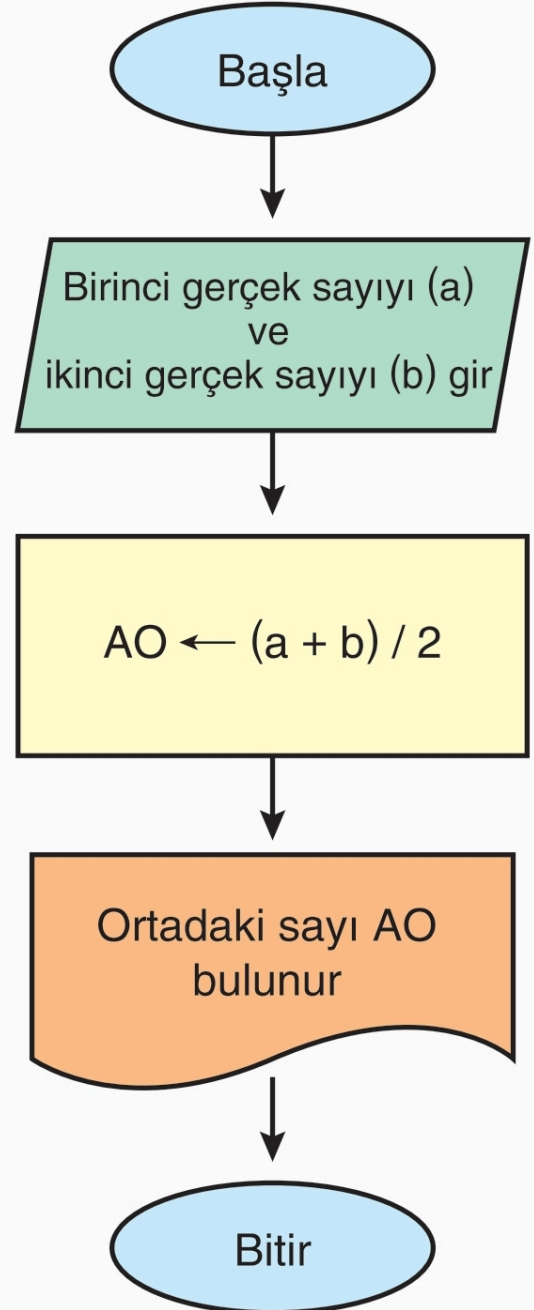 Başla
Birinci gerçek sayıyı (a)
ve
ikinci gerçek sayıyı (b) gir
AO ← (a + b) / 2
Ortadaki sayı AO
bulunur
Bitir